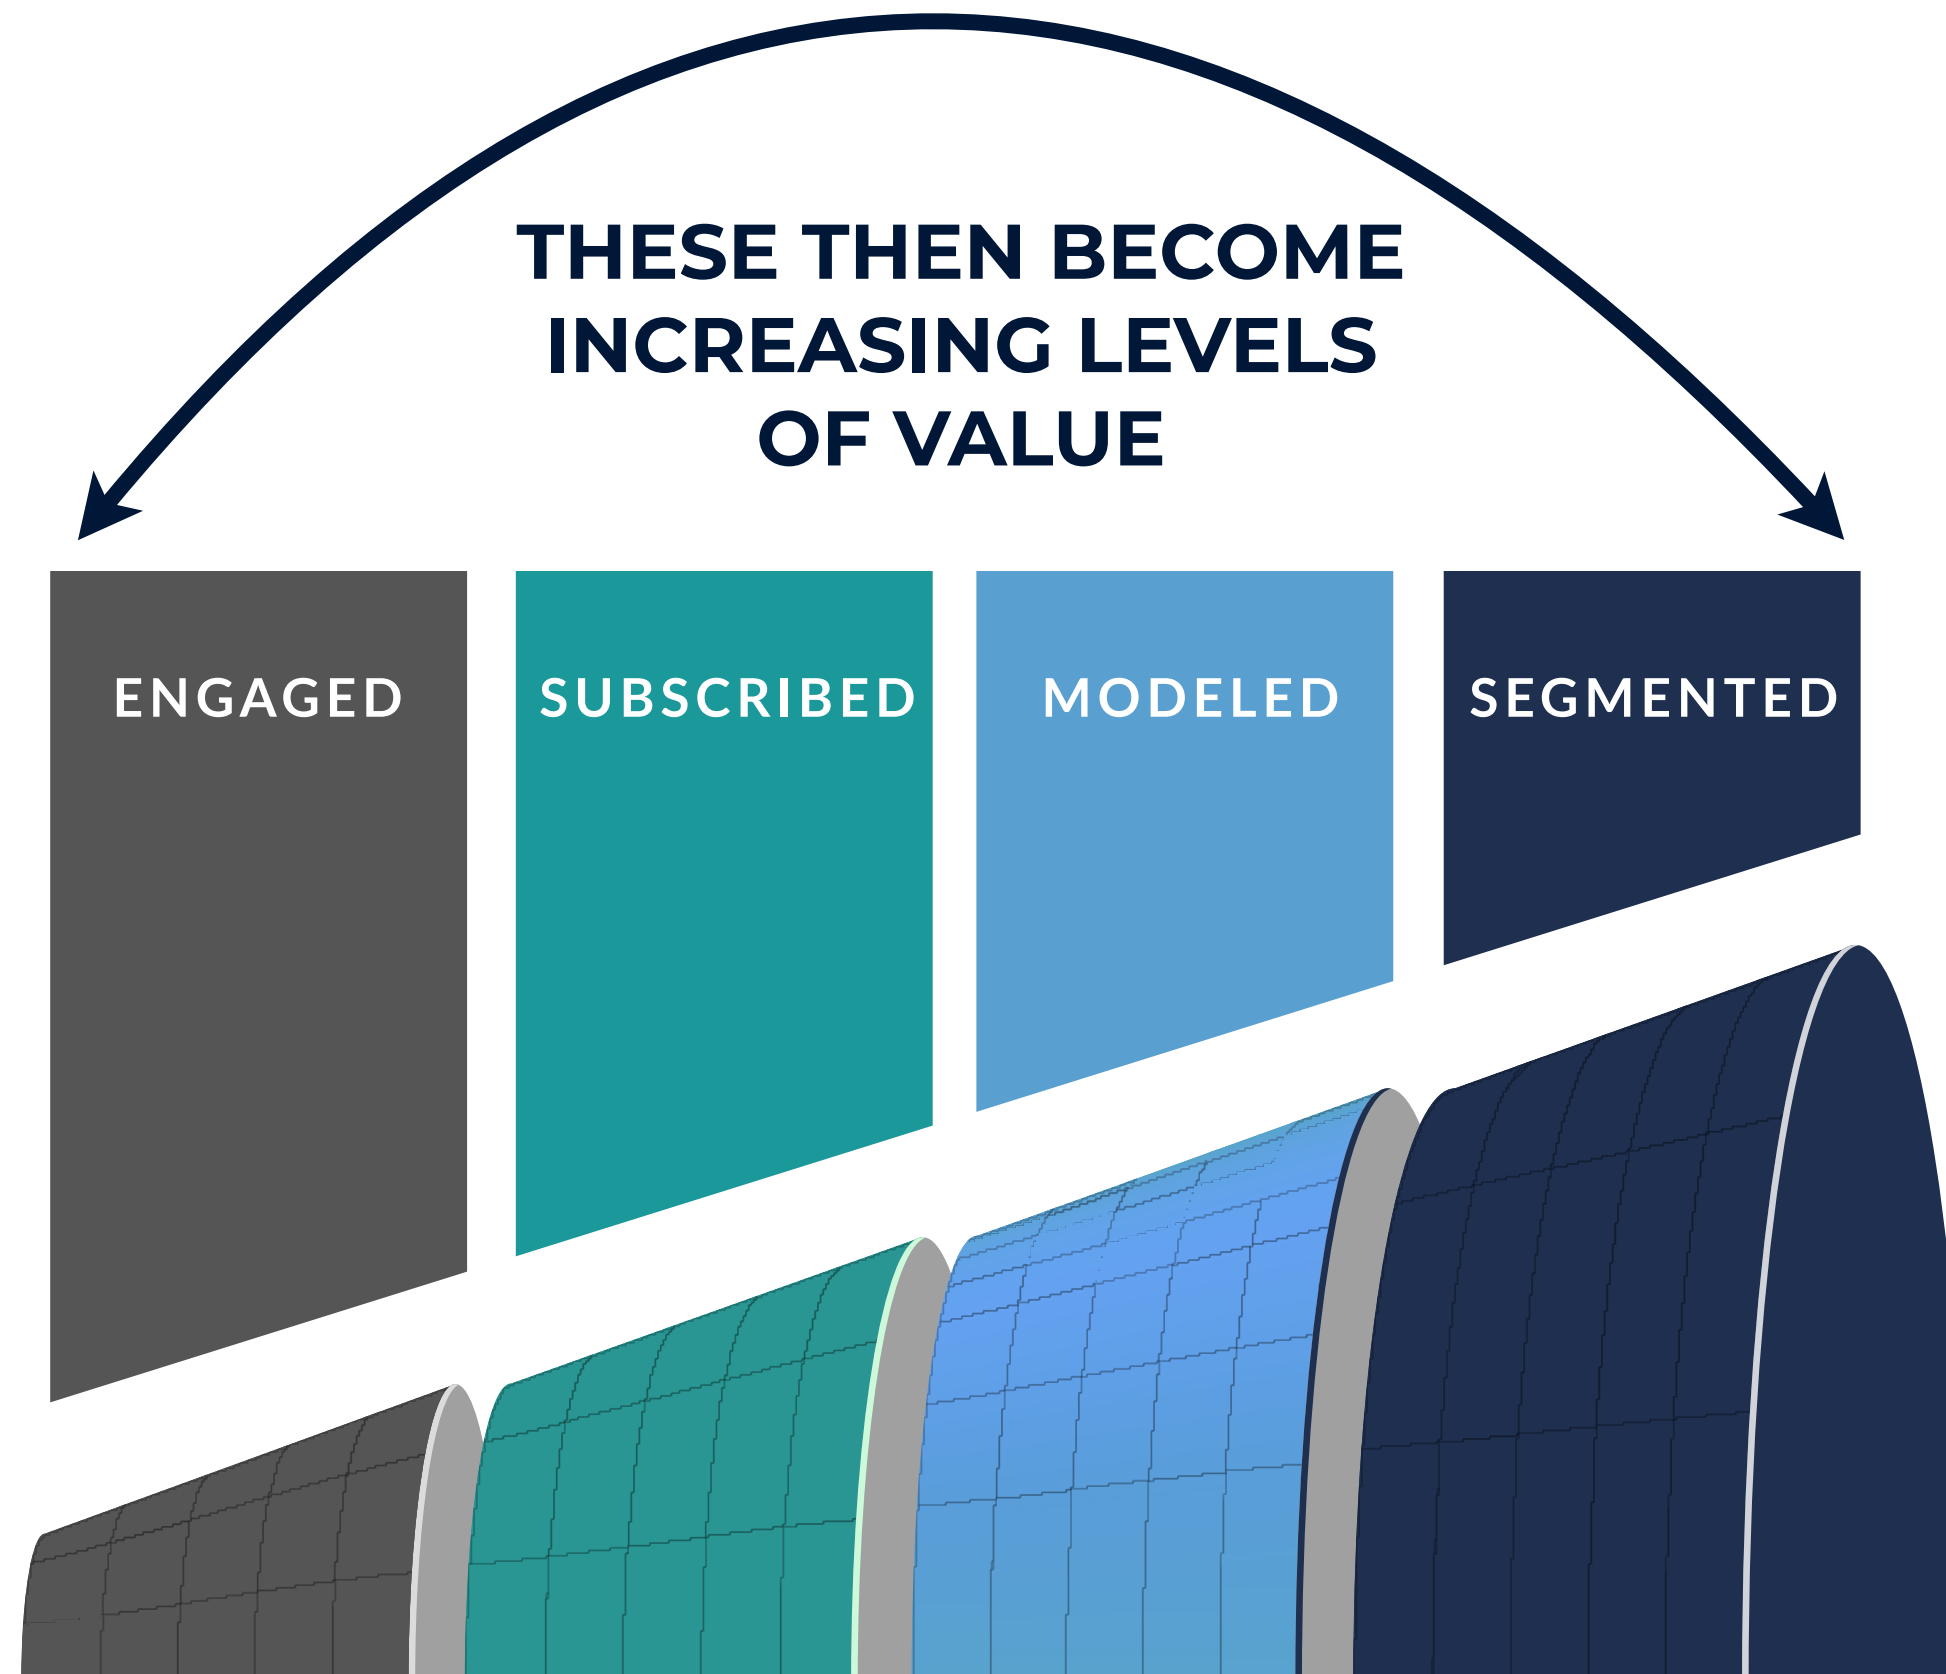 THESE THEN BECOME
INCREASING LEVELS
OF VALUE
ENGAGED
SUBSCRIBED
MODELED
SEGMENTED